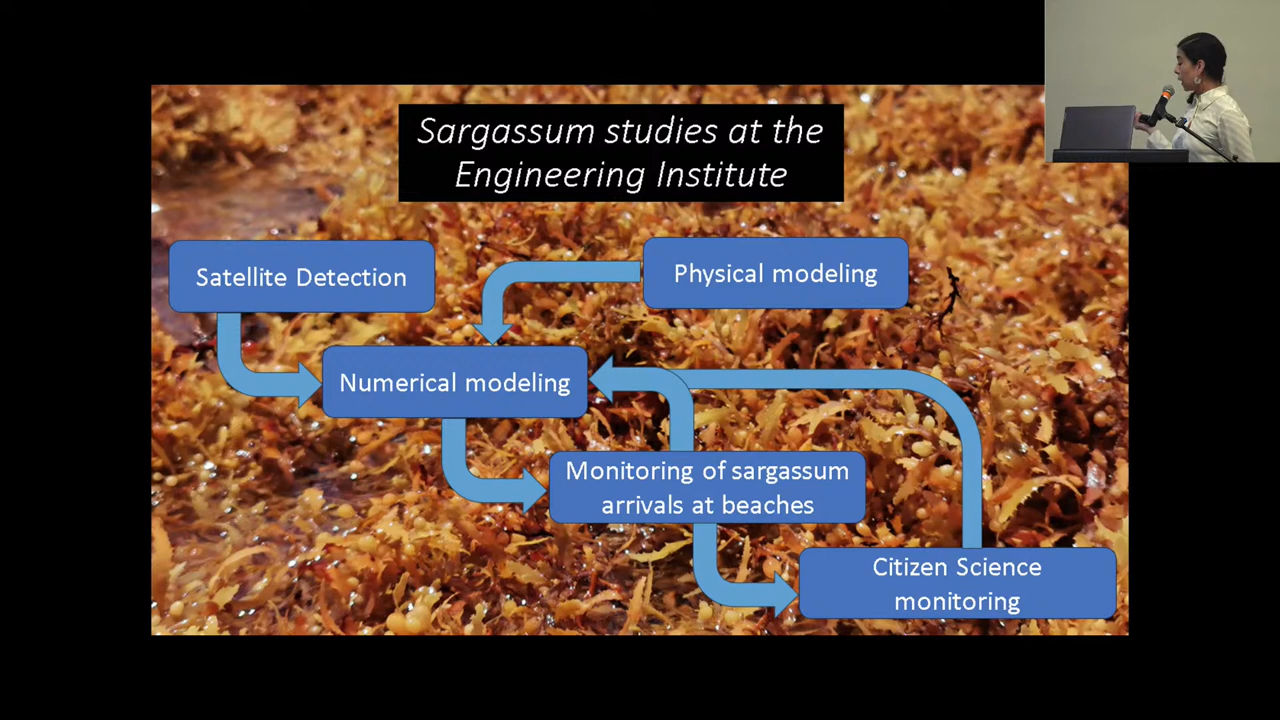 Sargassum studies at the
Engineering Institute
Satellite Detection
Physical modeling
Numerical modeling
Monitoring of sargassum
arrivals at beaches
Citizen Science
monitoring